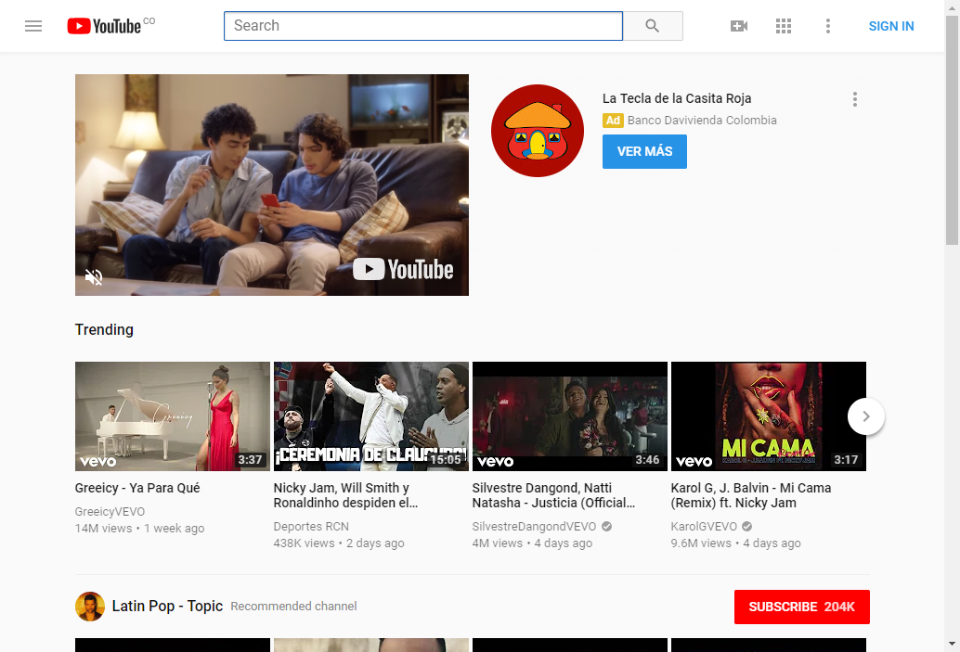 YouTube CO
Search
SIGN IN
La Tecla de la Casita Roja
Ad Banco Davivienda Colombia
VER MÁS
YouTube
Trending
Greeicy
vevo
3:37
¡CEREMONIA DE CLAUSURA!
15:05
vevo
3:46
MI CAMA
vevo
3:17
Greeicy - Ya Para Qué
GreeicyVEVO
14M views • 1 week ago
Nicky Jam, Will Smith y
Ronaldinho despiden el...
Deportes RCN
438K views • 2 days ago
Silvestre Dangond, Natti
Natasha - Justicia (Official...
SilvestreDangondVEVO
4M views • 4 days ago
Karol G, J. Balvin - Mi Cama
(Remix) ft. Nicky Jam
KarolGVEVO
9.6M views • 4 days ago
Latin Pop - Topic Recommended channel
SUBSCRIBE 204K